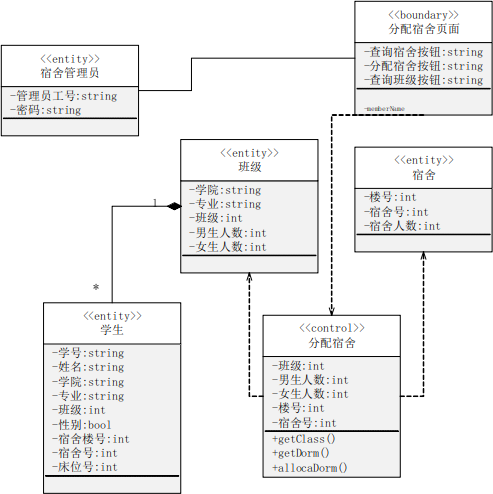 <<boundary>>
分配宿舍页面
-查询宿舍按钮:string
-分配宿舍按钮:string
-查询班级按钮:string
-memberName
<<entity>>
宿舍管理员
-管理员工号:string
-密码:string
<<entity>>
班级
-学院:string
-专业:string
-班级:int
-男生人数:int
-女生人数:int
<<entity>>
宿舍
-楼号:int
-宿舍号:int
-宿舍人数:int
1
*
<<entity>>
学生
-学号:string
-姓名:string
-学院:string
-专业:string
-班级:int
-性别:bool
-宿舍楼号:int
-宿舍号:int
-床位号:int
<<control>>
分配宿舍
-班级:int
-男生人数:int
-女生人数:int
-楼号:int
-宿舍号:int
+getClass()
+getDorm()
+allocaDorm()